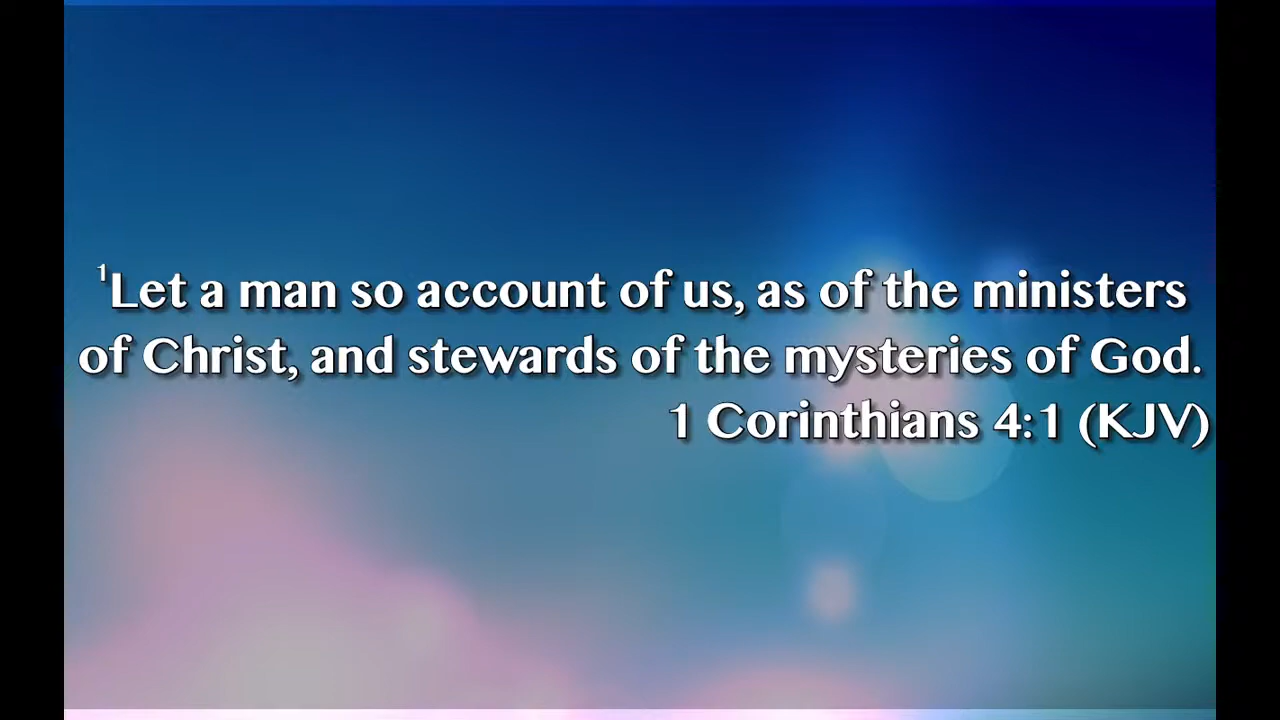 ¹Let a man so account of us, as of the ministers
of Christ, and stewards of the mysteries of God.
1 Corinthians 4:1 (KJV)